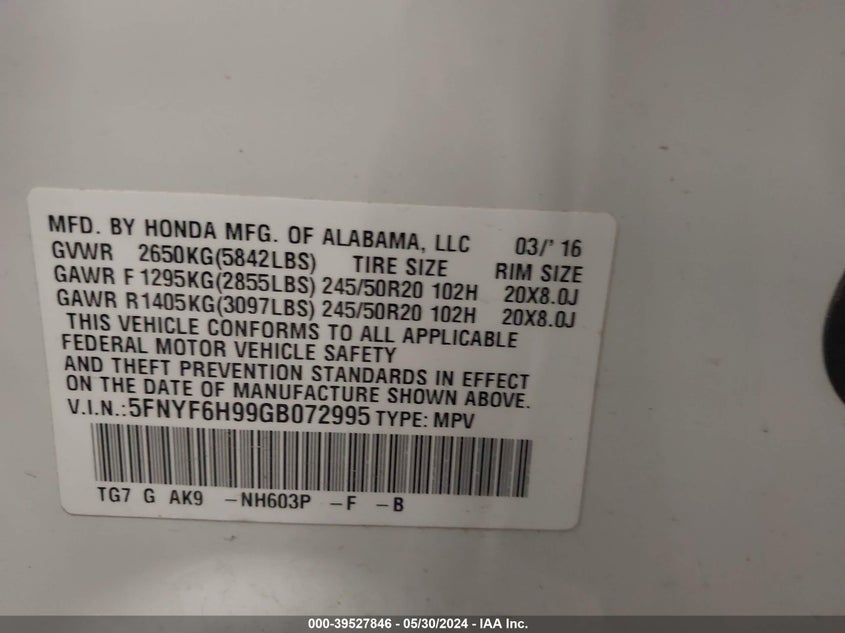 MFD. BY HONDA MFG. OF ALABAMA, LLC 03/' 16
GVWR 2650KG(5842LBS) TIRE SIZE RIM SIZE
GAWR F 1295KG(2855LBS) 245/50R20 102H 20X8.0J
GAWR R1405KG(3097LBS) 245/50R20 102H 20X8.0J
THIS VEHICLE CONFORMS TO ALL APPLICABLE
FEDERAL MOTOR VEHICLE SAFETY
AND THEFT PREVENTION STANDARDS IN EFFECT
ON THE DATE OF MANUFACTURE SHOWN ABOVE.
V.I.N.:5FNYF6H99GB072995 TYPE: MPV
TG7 G AK9 -NH603P -F -B
000-39527846 - 05/30/2024 - IAA Inc.